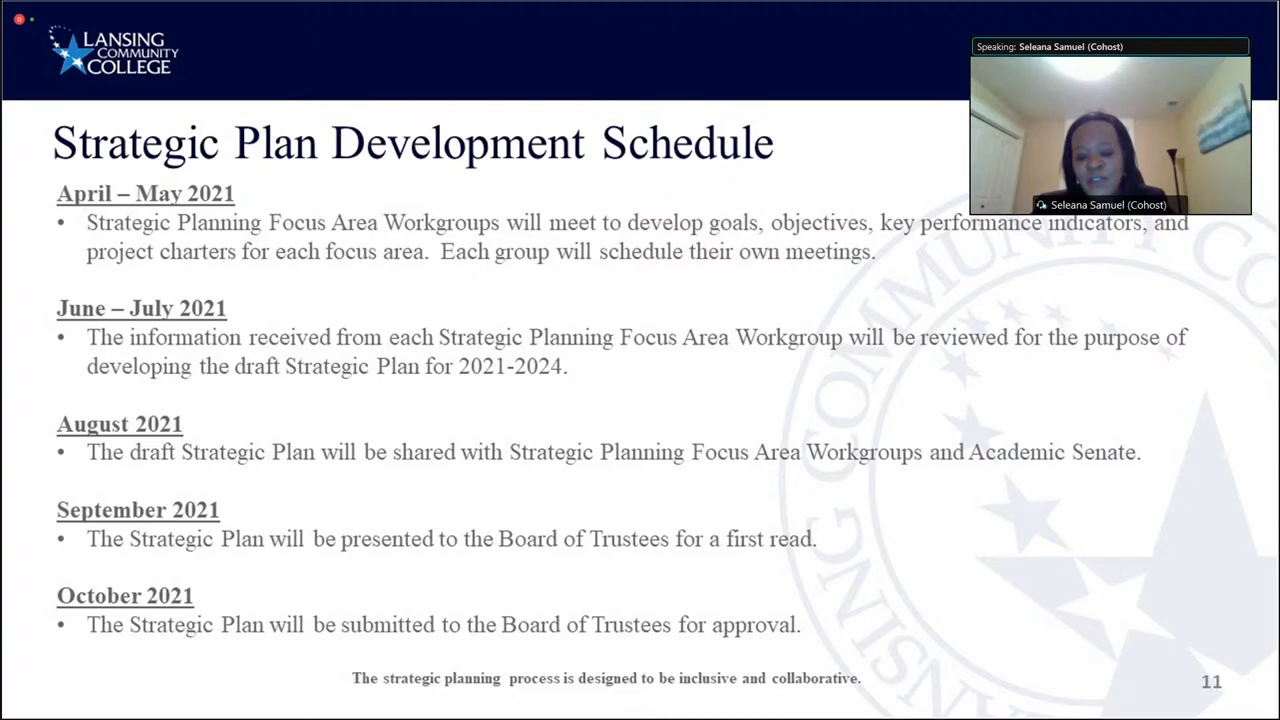 LANSING
COMMUNITY
COLLEGE
Speaking: Seleana Samuel (Cohost)
Seleana Samuel (Cohost)
Strategic Plan Development Schedule
April – May 2021
• Strategic Planning Focus Area Workgroups will meet to develop goals, objectives, key performance indicators, and
project charters for each focus area. Each group will schedule their own meetings.
June – July 2021
• The information received from each Strategic Planning Focus Area Workgroup will be reviewed for the purpose of
developing the draft Strategic Plan for 2021-2024.
August 2021
• The draft Strategic Plan will be shared with Strategic Planning Focus Area Workgroups and Academic Senate.
September 2021
• The Strategic Plan will be presented to the Board of Trustees for a first read.
October 2021
• The Strategic Plan will be submitted to the Board of Trustees for approval.
The strategic planning process is designed to be inclusive and collaborative.
11